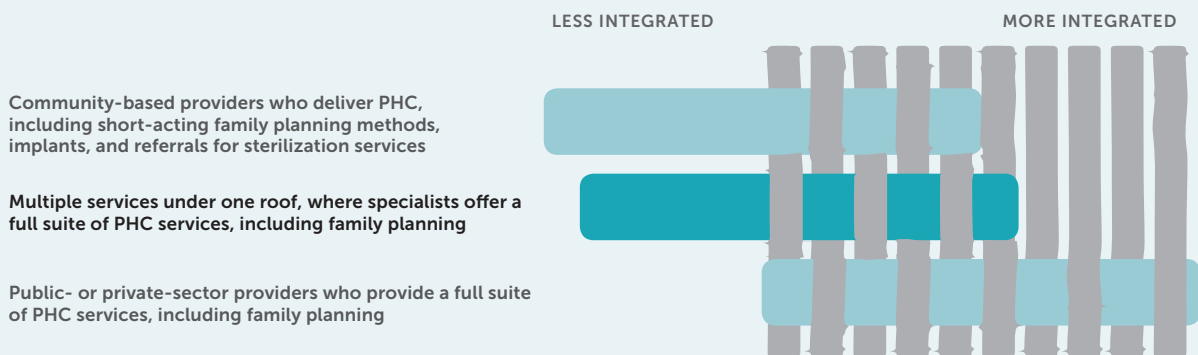 LESS INTEGRATED
MORE INTEGRATED
Community-based providers who deliver PHC,
including short-acting family planning methods,
implants, and referrals for sterilization services
Multiple services under one roof, where specialists offer a
full suite of PHC services, including family planning
Public- or private-sector providers who provide a full suite
of PHC services, including family planning